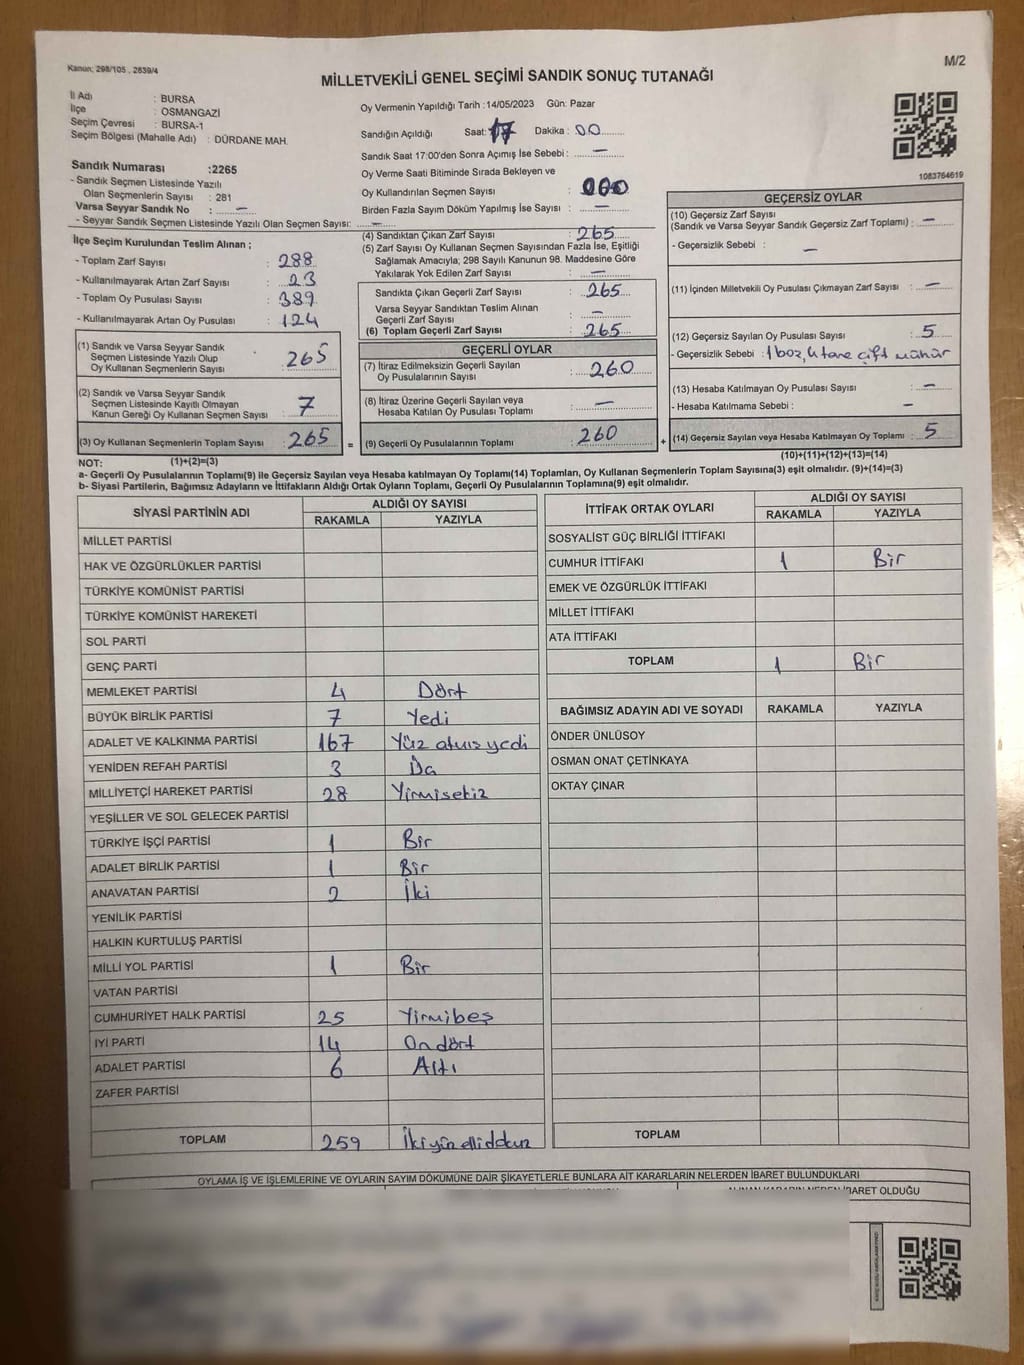 Kanun: 298/105 , 2839/4
M/2
MİLLETVEKİLİ GENEL SEÇİMİ SANDIK SONUÇ TUTANAĞI
İl Adı : BURSA
İlçe : OSMANGAZİ
Seçim Çevresi : BURSA-1
Seçim Bölgesi (Mahalle Adı) : DÜRDANE MAH.
Sandık Numarası :2265
- Sandık Seçmen Listesinde Yazılı
Olan Seçmenlerin Sayısı : 281
Varsa Seyyar Sandık No : —
- Seyyar Sandık Seçmen Listesinde Yazılı Olan Seçmen Sayısı: —
Oy Vermenin Yapıldığı Tarih :14/05/2023 Gün: Pazar
Sandığın Açıldığı Saat: 17 Dakika : 00
Sandık Saat 17:00'den Sonra Açımış İse Sebebi : —
Oy Verme Saati Bitiminde Sırada Bekleyen ve
Oy Kullandırılan Seçmen Sayısı :
Birden Fazla Sayım Döküm Yapılmış İse Sayısı : —
1083764619
İlçe Seçim Kurulundan Teslim Alınan ;
- Toplam Zarf Sayısı : 288
- Kullanılmayarak Artan Zarf Sayısı : 23
- Toplam Oy Pusulası Sayısı : 389
- Kullanılmayarak Artan Oy Pusulası : 124
(1) Sandık ve Varsa Seyyar Sandık
Seçmen Listesinde Yazılı Olup
Oy Kullanan Seçmenlerin Sayısı : 265
(2) Sandık ve Varsa Seyyar Sandık
Seçmen Listesinde Kayıtlı Olmayan
Kanun Gereği Oy Kullanan Seçmen Sayısı : 7
(3) Oy Kullanan Seçmenlerin Toplam Sayısı : 265
(1)+(2)=(3)
(4) Sandıktan Çıkan Zarf Sayısı : 265
(5) Zarf Sayısı Oy Kullanan Seçmen Sayısından Fazla İse, Eşitliği
Sağlamak Amacıyla; 298 Sayılı Kanunun 98. Maddesine Göre
Yakılarak Yok Edilen Zarf Sayısı : —
Sandıkta Çıkan Geçerli Zarf Sayısı : 265
Varsa Seyyar Sandıktan Teslim Alınan
Geçerli Zarf Sayısı : —
(6) Toplam Geçerli Zarf Sayısı : 265
GEÇERLİ OYLAR
(7) İtiraz Edilmeksizin Geçerli Sayılan
Oy Pusulalarının Sayısı : 260
(8) İtiraz Üzerine Geçerli Sayılan veya
Hesaba Katılan Oy Pusulası Toplamı : —
= (9) Geçerli Oy Pusulalarının Toplamı : 260
GEÇERSİZ OYLAR
(10) Geçersiz Zarf Sayısı
(Sandık ve Varsa Seyyar Sandık Geçersiz Zarf Toplamı) : —
- Geçersizlik Sebebi : —
(11) İçinden Milletvekili Oy Pusulası Çıkmayan Zarf Sayısı : —
(12) Geçersiz Sayılan Oy Pusulası Sayısı : 5
- Geçersizlik Sebebi : 1 boz, 4 tane çift mühür
(13) Hesaba Katılmayan Oy Pusulası Sayısı : —
- Hesaba Katılmama Sebebi : —
+ (14) Geçersiz Sayılan veya Hesaba Katılmayan Oy Toplamı : 5
(10)+(11)+(12)+(13)=(14)
NOT:
a- Geçerli Oy Pusulalarının Toplamı(9) ile Geçersiz Sayılan veya Hesaba katılmayan Oy Toplamı(14) Toplamları, Oy Kullanan Seçmenlerin Toplam Sayısına(3) eşit olmalıdır. (9)+(14)=(3)
b- Siyasi Partilerin, Bağımsız Adayların ve İttifakların Aldığı Ortak Oyların Toplamı, Geçerli Oy Pusulalarının Toplamına(9) eşit olmalıdır.
SİYASİ PARTİNİN ADI ALDIĞI OY SAYISI
RAKAMLA YAZIYLA
MİLLET PARTİSİ
HAK VE ÖZGÜRLÜKLER PARTİSİ
TÜRKİYE KOMÜNİST PARTİSİ
TÜRKİYE KOMÜNİST HAREKETİ
SOL PARTİ
GENÇ PARTİ
MEMLEKET PARTİSİ 4 Dört
BÜYÜK BİRLİK PARTİSİ 7 Yedi
ADALET VE KALKINMA PARTİSİ 167 Yüz atmış yedi
YENİDEN REFAH PARTİSİ 3
MİLLİYETÇİ HAREKET PARTİSİ 28 Yirmisekiz
YEŞİLLER VE SOL GELECEK PARTİSİ
TÜRKİYE İŞÇİ PARTİSİ 1 Bir
ADALET BİRLİK PARTİSİ 1 Bir
ANAVATAN PARTİSİ 2 İki
YENİLİK PARTİSİ
HALKIN KURTULUŞ PARTİSİ
MİLLİ YOL PARTİSİ 1 Bir
VATAN PARTİSİ
CUMHURİYET HALK PARTİSİ 25 Yirmibeş
İYİ PARTİ 14 Ondört
ADALET PARTİSİ 6 Altı
ZAFER PARTİSİ
TOPLAM 259
İTTİFAK ORTAK OYLARI ALDIĞI OY SAYISI
RAKAMLA YAZIYLA
SOSYALİST GÜÇ BİRLİĞİ İTTİFAKI
CUMHUR İTTİFAKI 1 Bir
EMEK VE ÖZGÜRLÜK İTTİFAKI
MİLLET İTTİFAKI
ATA İTTİFAKI
TOPLAM 1 Bir
BAĞIMSIZ ADAYIN ADI VE SOYADI RAKAMLA YAZIYLA
ÖNDER ÜNLÜSOY
OSMAN ONAT ÇETİNKAYA
OKTAY ÇINAR
TOPLAM
OYLAMA İŞ VE İŞLEMLERİNE VE OYLARIN SAYIM DÖKÜMÜNE DAİR ŞİKAYETLERLE BUNLARA AİT KARARLARIN NELERDEN İBARET BULUNDUKLARI
İBARET OLDUĞU